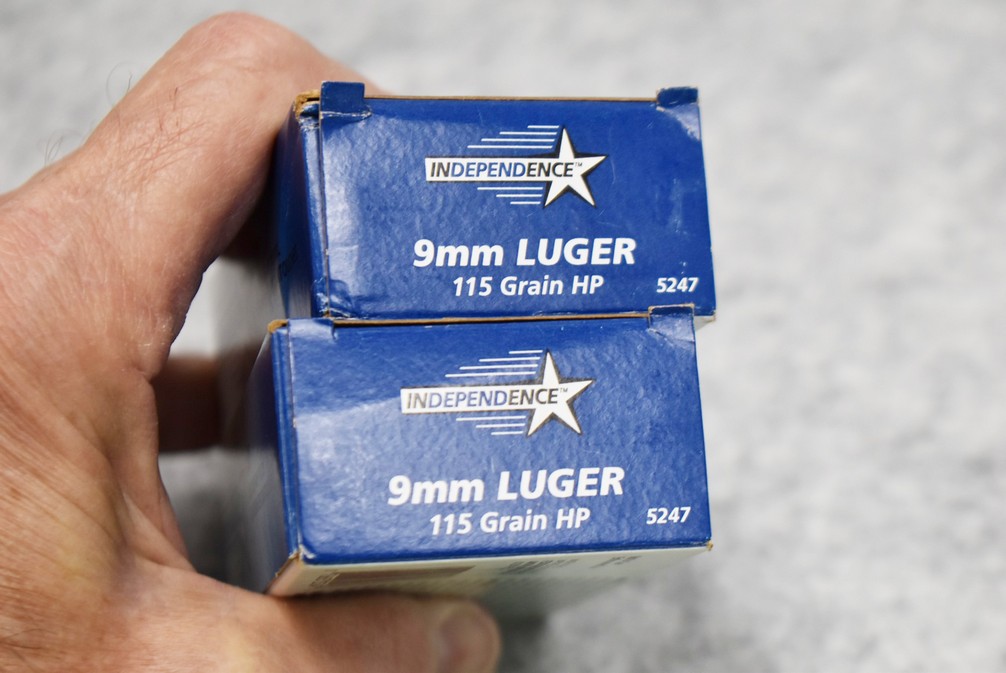 INDEPENDENCE™
9mm LUGER
115 Grain HP
5247
INDEPENDENCE™
9mm LUGER
115 Grain HP
5247